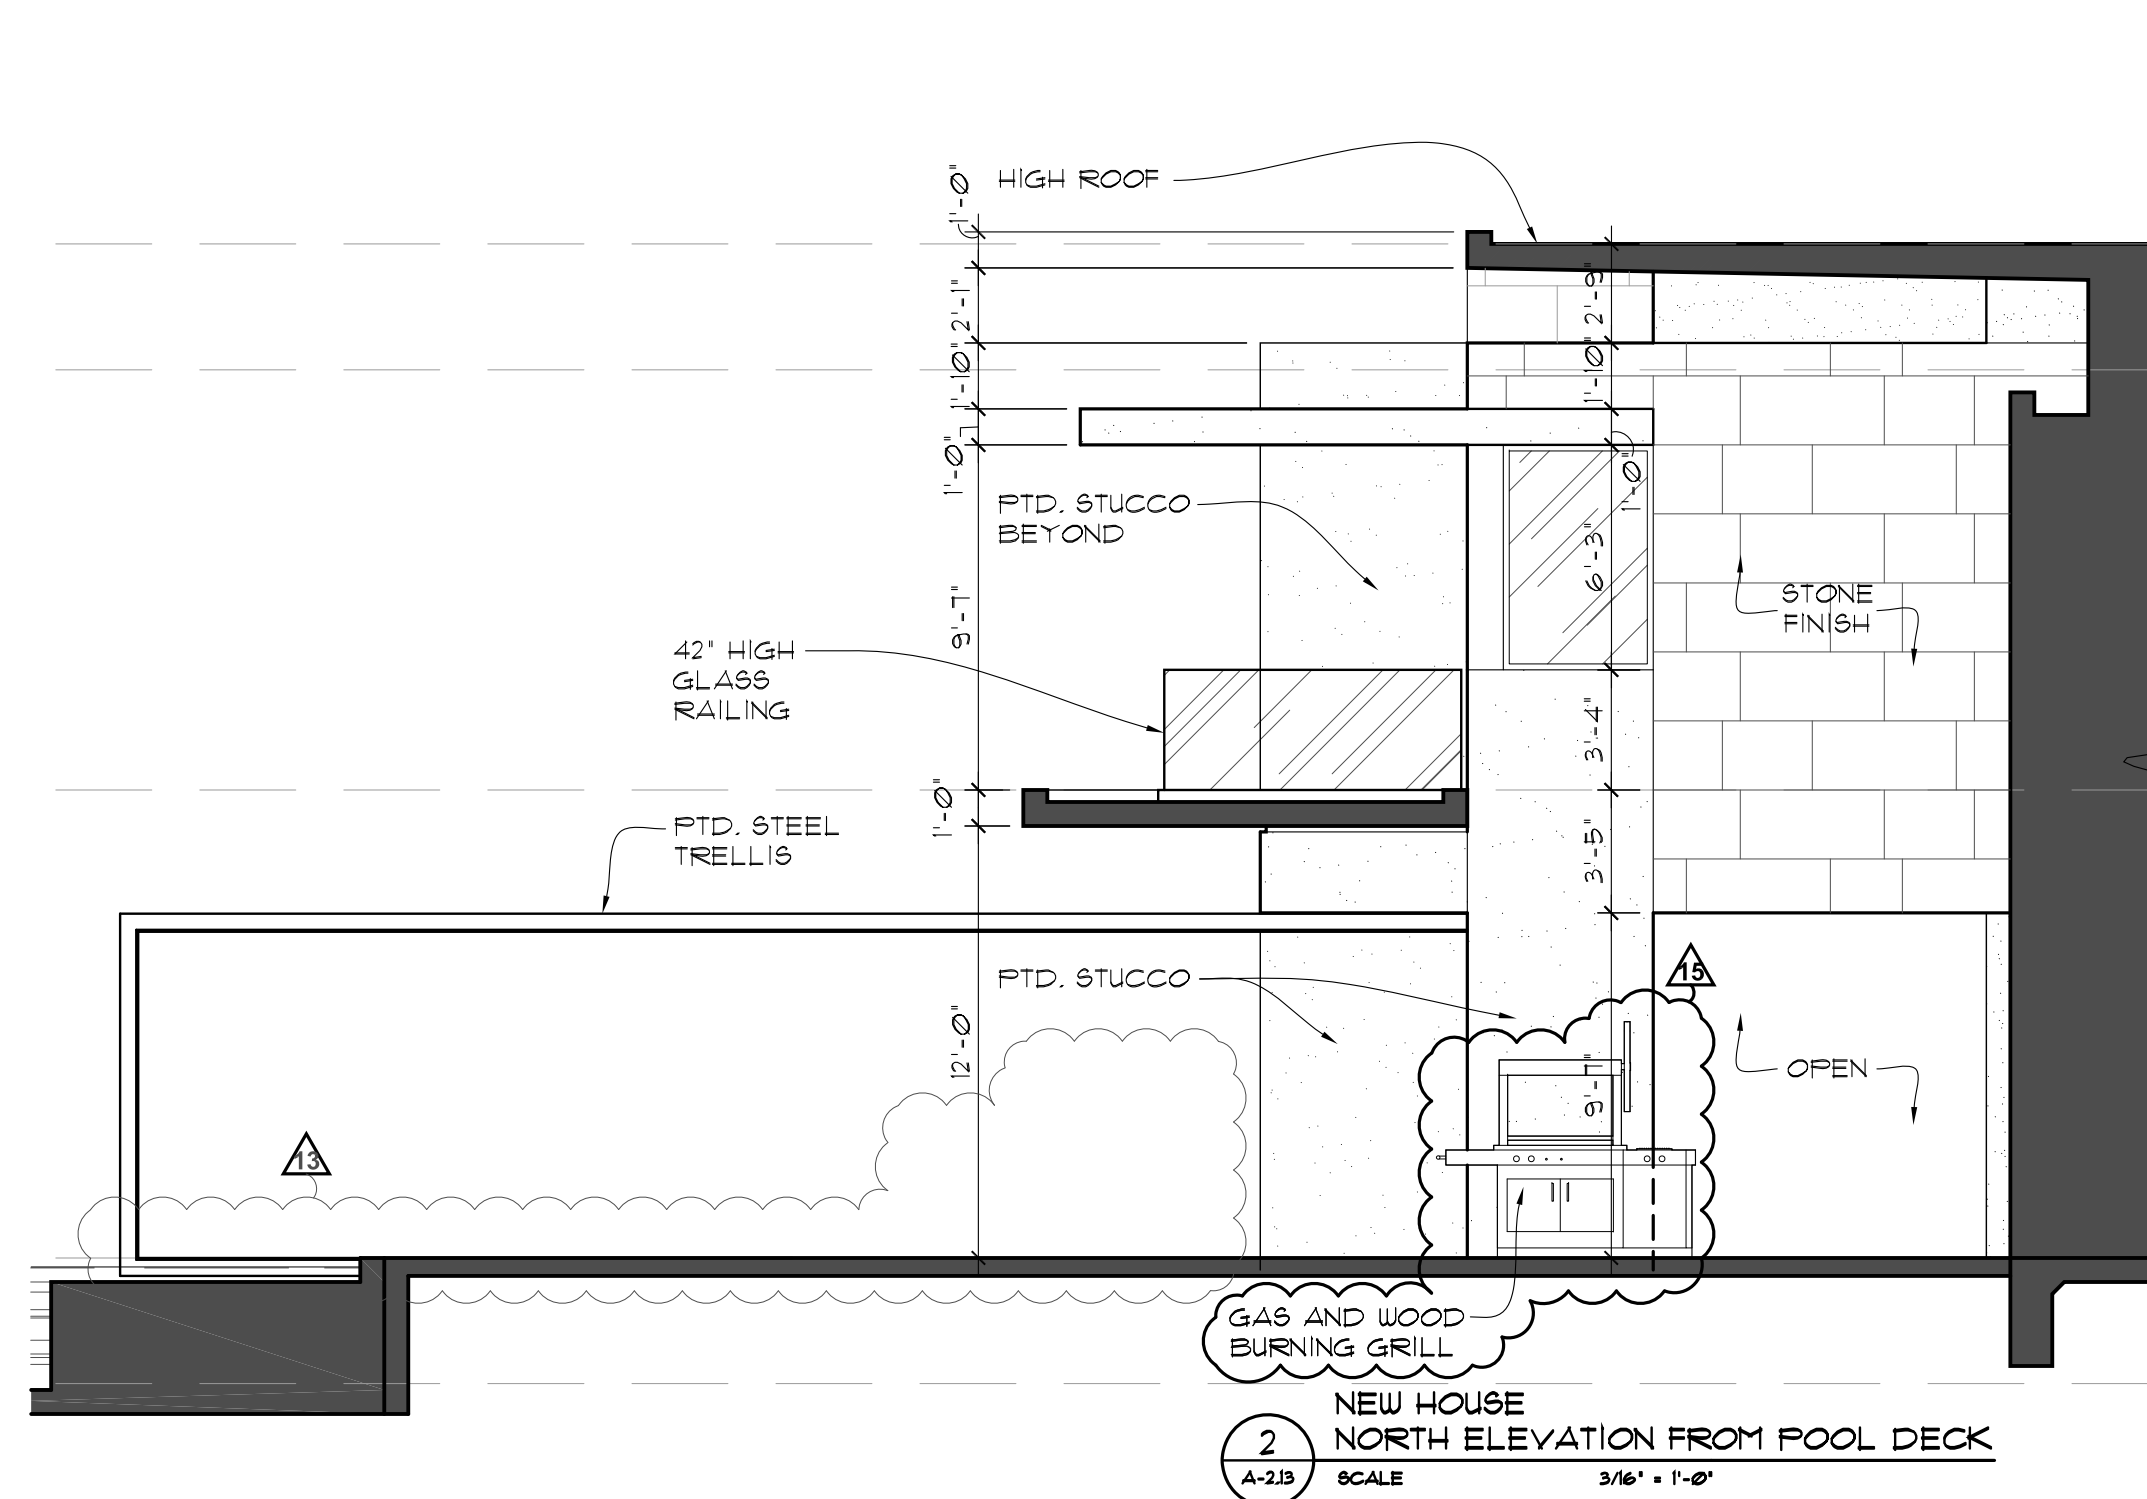 1'-0"
HIGH ROOF
2'-1"
2'-9"
1'-10"
1'-10"
1'-0"
1'-0"
PTD. STUCCO
BEYOND
9'-7"
6'-3"
STONE
FINISH
42" HIGH
GLASS
RAILING
3'-4"
1'-0"
PTD. STEEL
TRELLIS
3'-5"
PTD. STUCCO
15
12'-0"
9'-7"
OPEN
13
GAS AND WOOD
BURNING GRILL
NEW HOUSE
2
NORTH ELEVATION FROM POOL DECK
A-2.13
SCALE 3/16" = 1'-0"